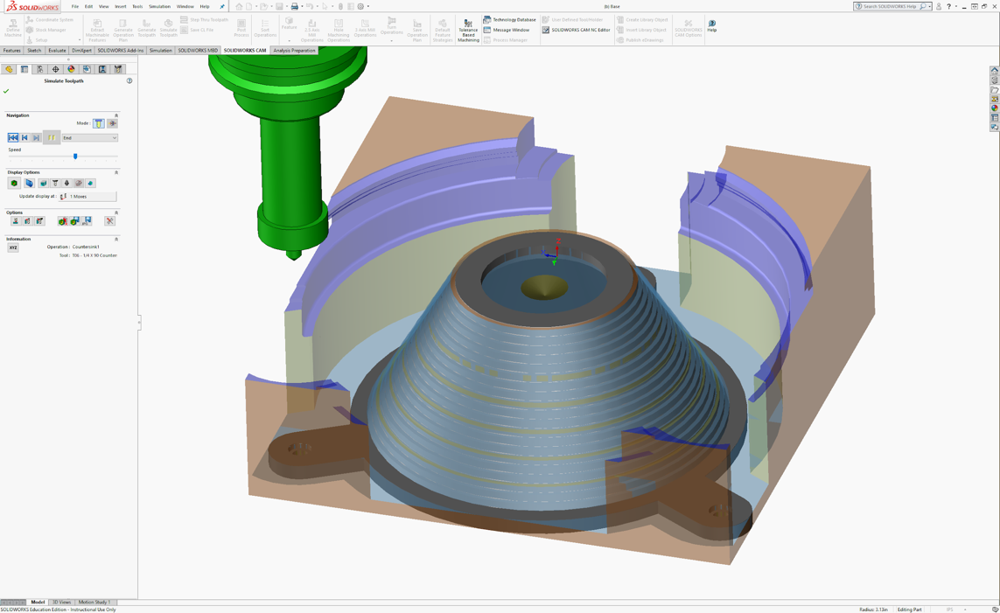 SOLIDWORKS File Edit View Insert Tools Simulation Window Help (b) Base Search SOLIDWORKS Help
Define Machine
Coordinate System
Stock Manager
Setup
Extract Machinable Features
Generate Operation Plan
Generate Toolpath
Simulate Toolpath
Step Thru Toolpath
Save CL File
Post Process
Sort Operations
Feature
2.5 Axis Mill Operations
Hole Machining Operations
3 Axis Mill Operations
Turn Operations
Save Operation Plan
Default Feature Strategies
Tolerance Based Machining
Technology Database
Message Window
Process Manager
User Defined Tool/Holder
SOLIDWORKS CAM NC Editor
Create Library Object
Insert Library Object
Publish eDrawings
SOLIDWORKS CAM Options
Help
Features Sketch Evaluate DimXpert SOLIDWORKS Add-Ins Simulation SOLIDWORKS MBD SOLIDWORKS CAM Analysis Preparation
Simulate Toolpath
Navigation
Mode :
End
Speed
Display Options
Update display at : 1 Moves
Options
Information
XYZ
Operation : Countersink1
Tool : T06 - 1/4 X 90 Counter
Model 3D Views Motion Study 1
SOLIDWORKS Education Edition - Instructional Use Only Radius: 3.13in Editing Part IPS